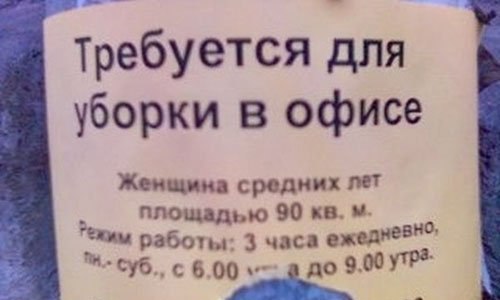 Требуется для
уборки в офисе
Женщина средних лет
площадью 90 кв. м.
Режим работы: 3 часа ежедневно,
пн.- суб., с 6.00 до 9.00 утра.